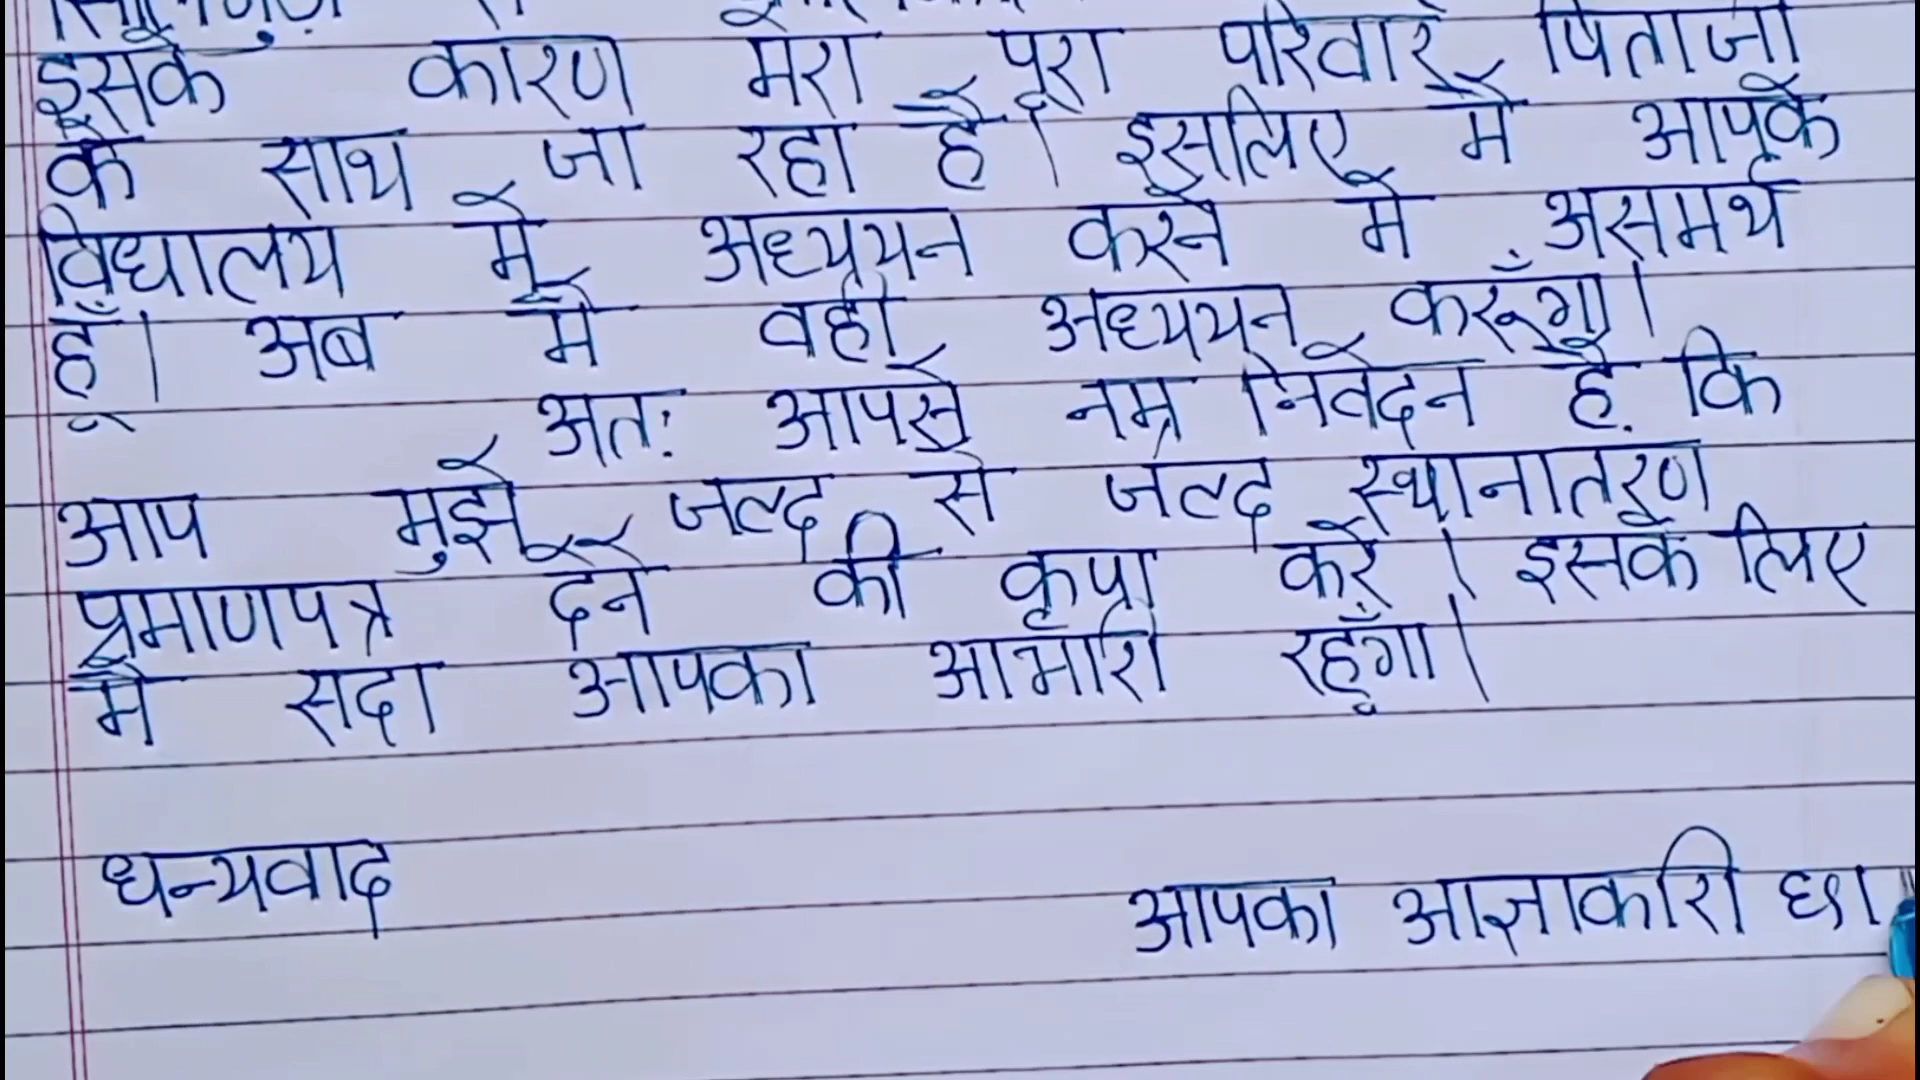 इसके कारण मेरा पूरा परिवार पिताजी
के साथ जा रहा है। इसलिए मैं आपके
विधालय में अध्ययन करने में असमर्थ
हूँ। अब मैं वहीं अध्ययन करूँगा।
अतः आपसे नम्र निवेदन है कि
आप मुझे जल्द से जल्द स्थानातरण
प्रमाणपत्र देने की कृपा करें। इसके लिए
मैं सदा आपका आभारी रहूँगा।
धन्यवाद
आपका आज्ञाकारी छा